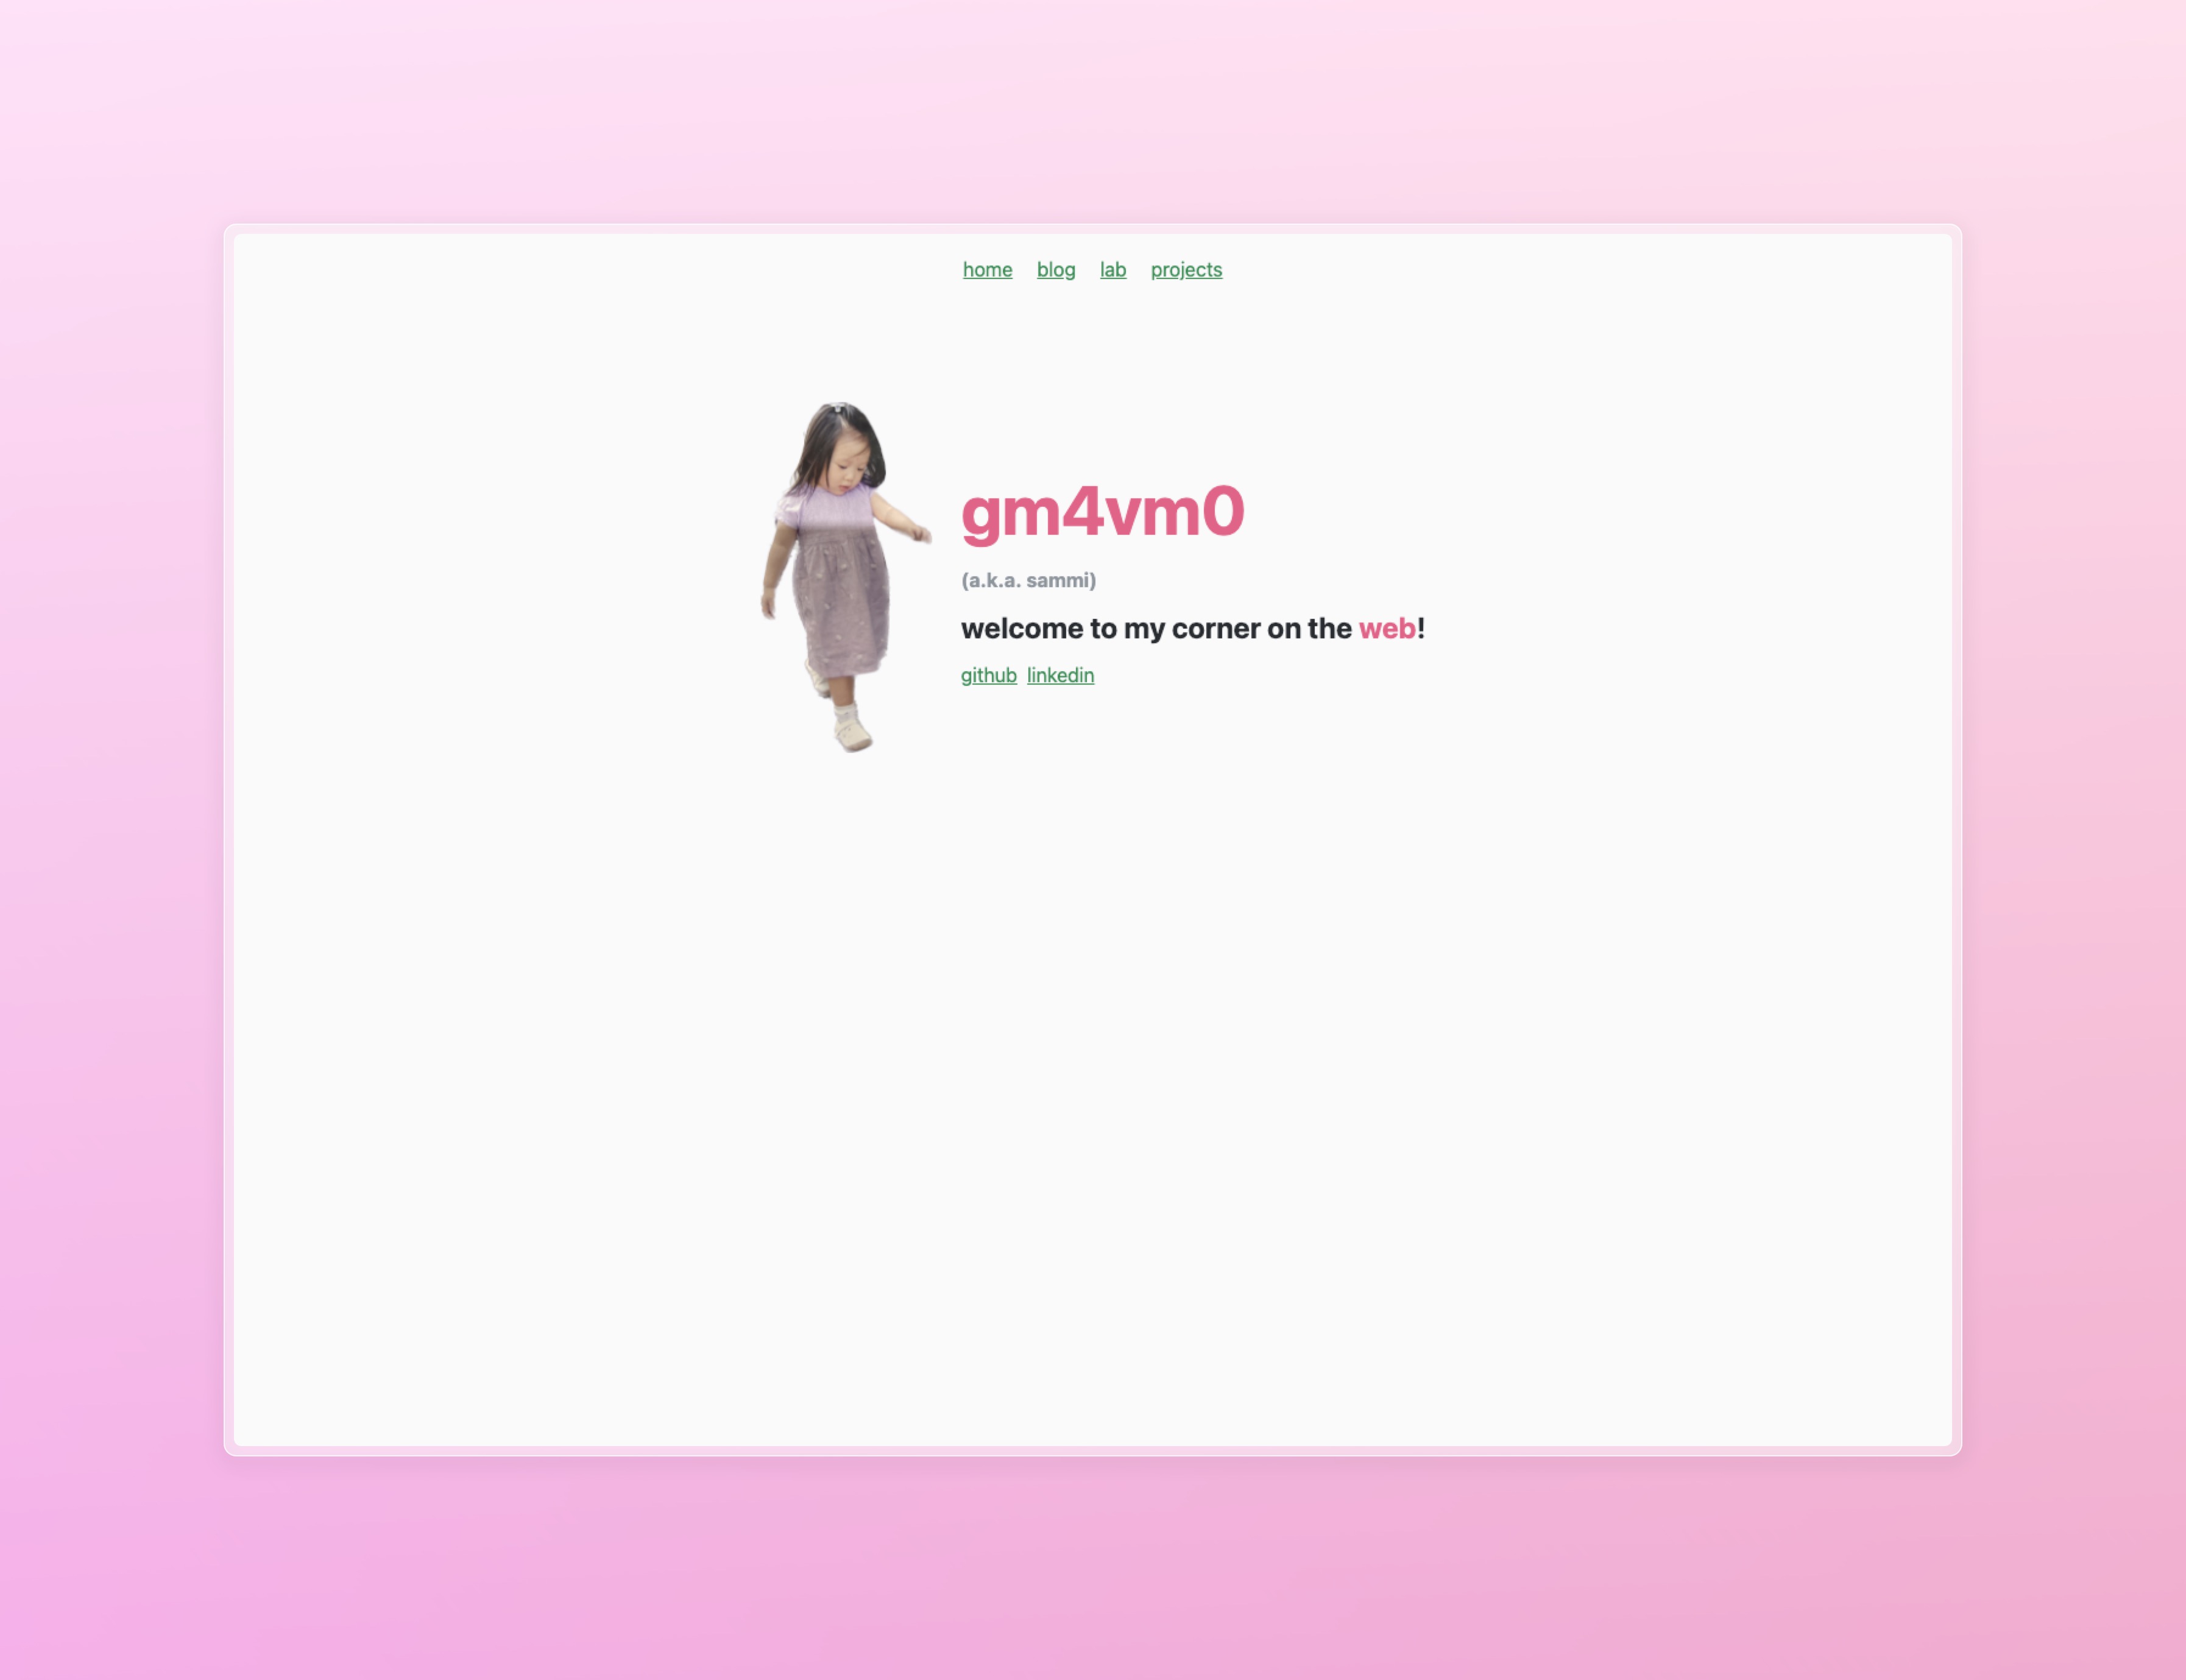 home blog lab projects
gm4vm0
(a.k.a. sammi)
welcome to my corner on the web!
github linkedin